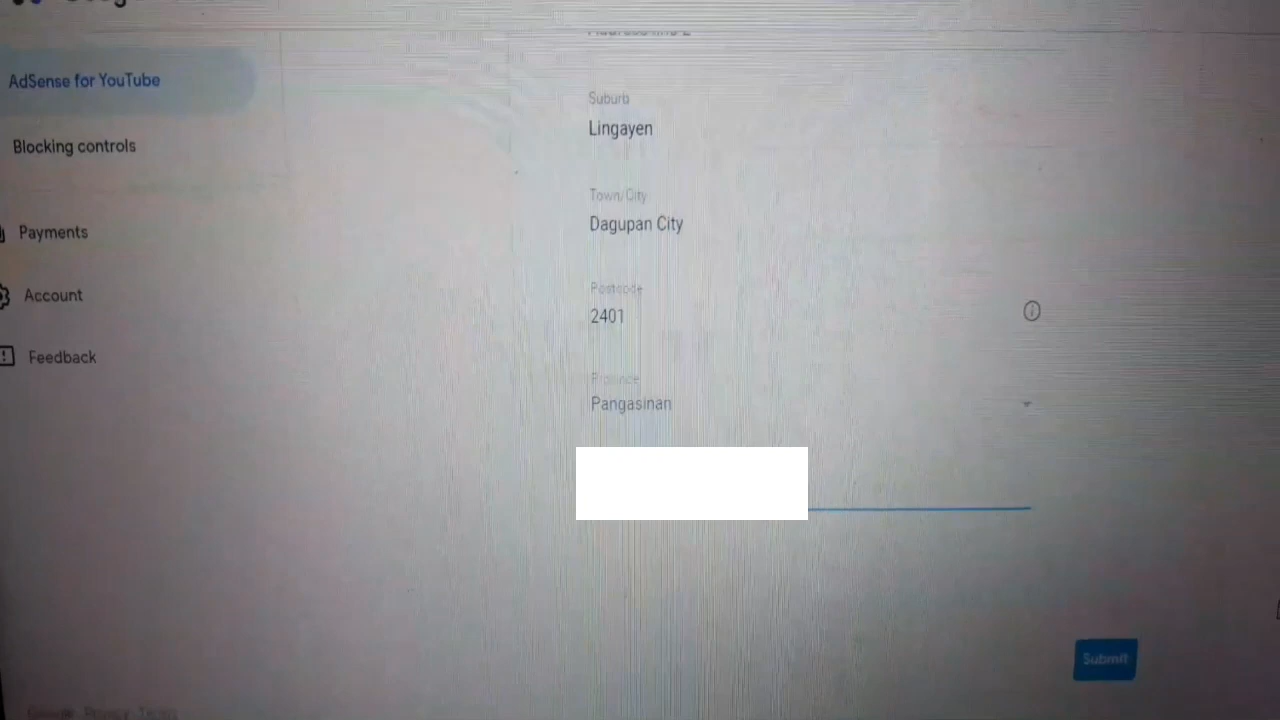 AdSense for YouTube
Blocking controls
Payments
Account
Feedback
Suburb
Lingayen
Town/City
Dagupan City
Postcode
2401
Province
Pangasinan
Submit